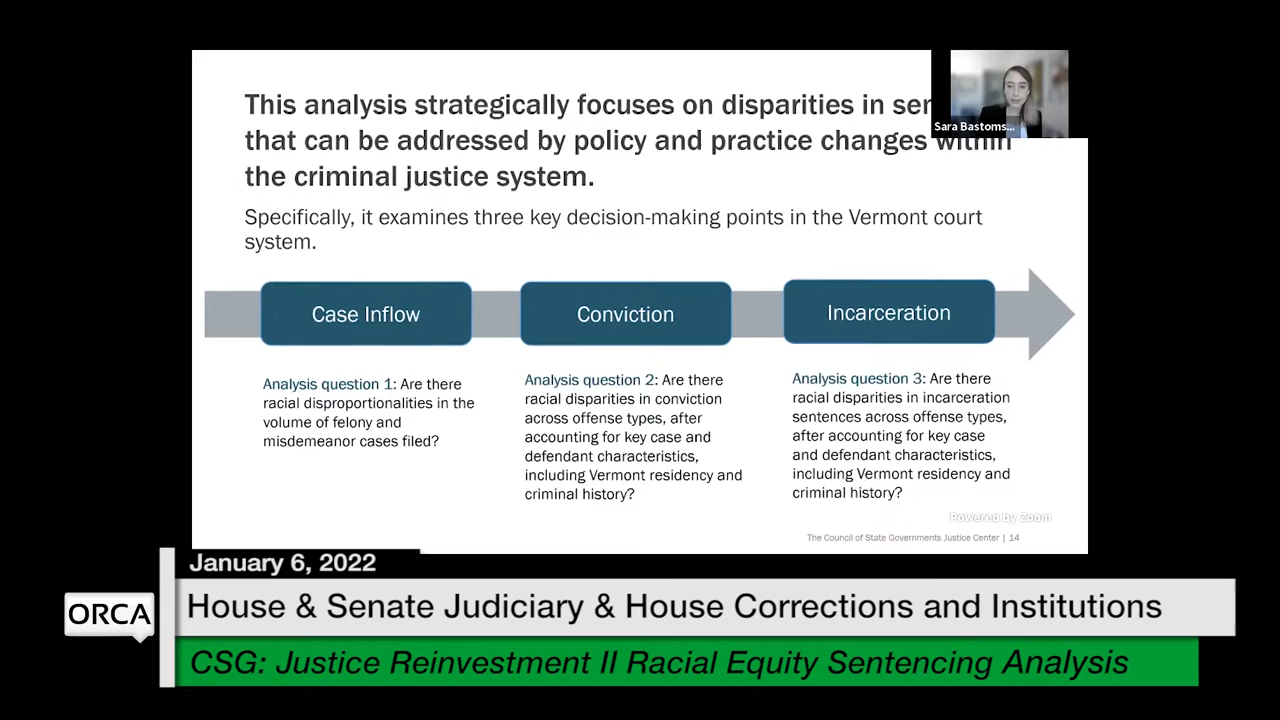 This analysis strategically focuses on disparities in
that can be addressed by policy and practice changes within
the criminal justice system.
Sara Bastoms...
Specifically, it examines three key decision-making points in the Vermont court
system.
Case Inflow
Analysis question 1: Are there
racial disproportionalities in the
volume of felony and
misdemeanor cases filed?
Conviction
Analysis question 2: Are there
racial disparities in conviction
across offense types, after
accounting for key case and
defendant characteristics,
including Vermont residency and
criminal history?
Incarceration
Analysis question 3: Are there
racial disparities in incarceration
sentences across offense types,
after accounting for key case
and defendant characteristics,
including Vermont residency and
criminal history?
Powered by Zoom
The Council of State Governments Justice Center | 14
January 6, 2022
ORCA
House & Senate Judiciary & House Corrections and Institutions
CSG: Justice Reinvestment II Racial Equity Sentencing Analysis